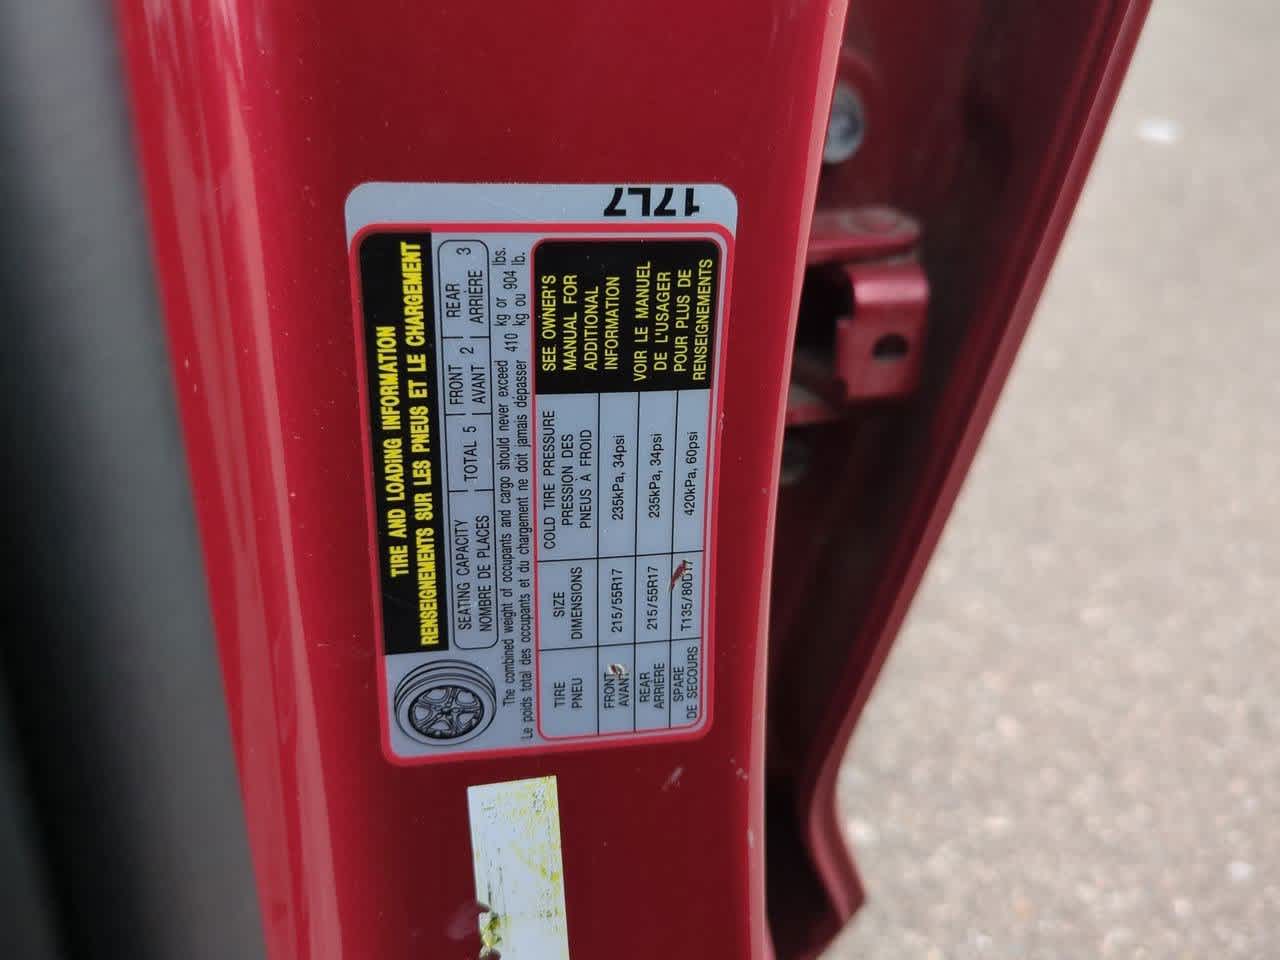 17L7
TIRE AND LOADING INFORMATION
RENSEIGNEMENTS SUR LES PNEUS ET LE CHARGEMENT
SEATING CAPACITY
NOMBRE DE PLACES
TOTAL 5
FRONT
AVANT 2
REAR
ARRIÈRE 3
The combined weight of occupants and cargo should never exceed 410 kg or 904 lbs.
Le poids total des occupants et du chargement ne doit jamais dépasser 410 kg ou 904 lb.
TIRE
PNEU
SIZE
DIMENSIONS
COLD TIRE PRESSURE
PRESSION DES
PNEUS À FROID
FRONT
AVANT
215/55R17
235kPa, 34psi
REAR
ARRIÈRE
215/55R17
235kPa, 34psi
SPARE
DE SECOURS
T135/80D17
420kPa, 60psi
SEE OWNER'S
MANUAL FOR
ADDITIONAL
INFORMATION
VOIR LE MANUEL
DE L'USAGER
POUR PLUS DE
RENSEIGNEMENTS